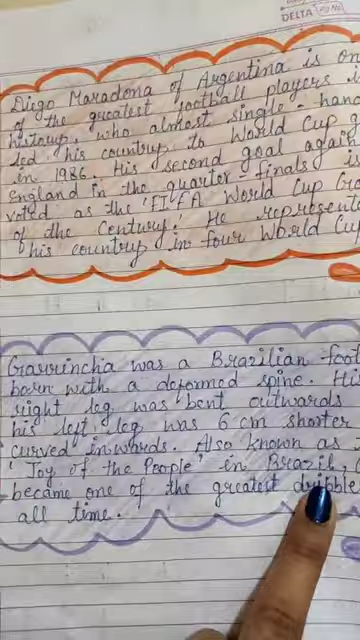 DELTA
Diego Maradona of Argentina is on
of the greatest football players
history, who almost single-hand
led his country to World Cup g
in 1986. His second goal again
England in the quarter-finals is
voted as the 'FIFA World Cup Goa
of the Century.' He represente
his country in four World Cup
Garrincha was a Brazilian foot
born with a deformed spine. His
right leg was bent outwards
his left leg was 6 cm shorter
curved inwards. Also known as
'Joy of the People' in Brazil,
became one of the greatest dribble
all time.